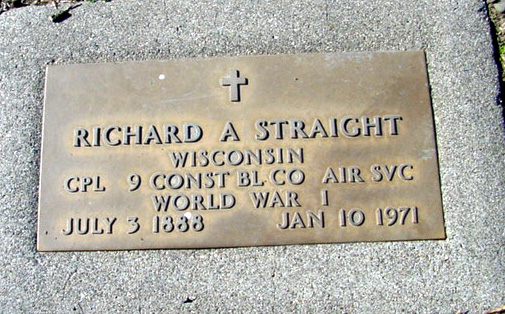 RICHARD A STRAIGHT
WISCONSIN
CPL 9 CONST BL CO AIR SVC
WORLD WAR I
JULY 3 1888 JAN 10 1971